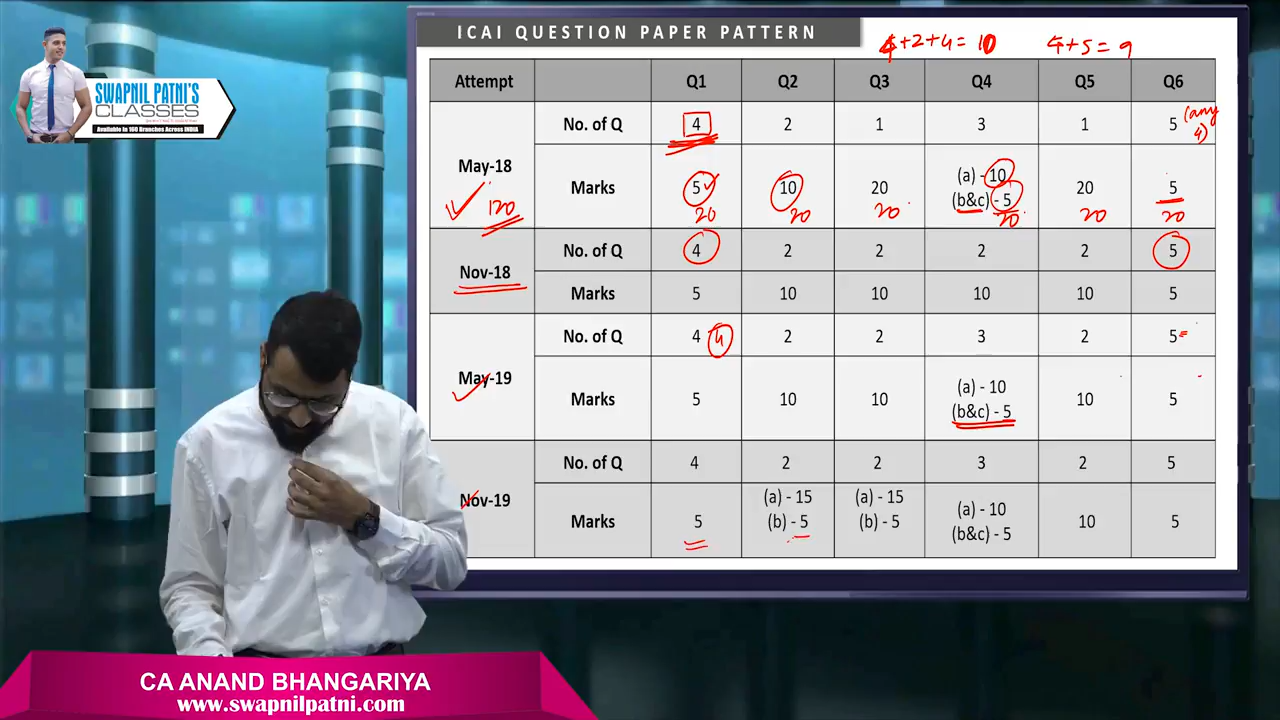 ICAI QUESTION PAPER PATTERN
4+2+4=10
4+5=9
SWAPNIL PATNI'S
CLASSES
Available in 160 Branches Across INDIA
Attempt Q1 Q2 Q3 Q4 Q5 Q6
May-18
120
No. of Q 4 2 1 3 1 5 (any 4)
Marks 5 10 20 (a) - 10 20 5
(b&c) - 5
20 20 20 20 20 20
Nov-18
No. of Q 4 2 2 2 2 5
Marks 5 10 10 10 10 5
May-19
No. of Q 4 4 2 2 3 2 5=
Marks 5 10 10 (a) - 10 10 5
(b&c) - 5
Nov-19
No. of Q 4 2 2 3 2 5
Marks 5 (a) - 15 (a) - 15 (a) - 10 10 5
(b) - 5 (b) - 5 (b&c) - 5
CA ANAND BHANGARIYA
www.swapnilpatni.com